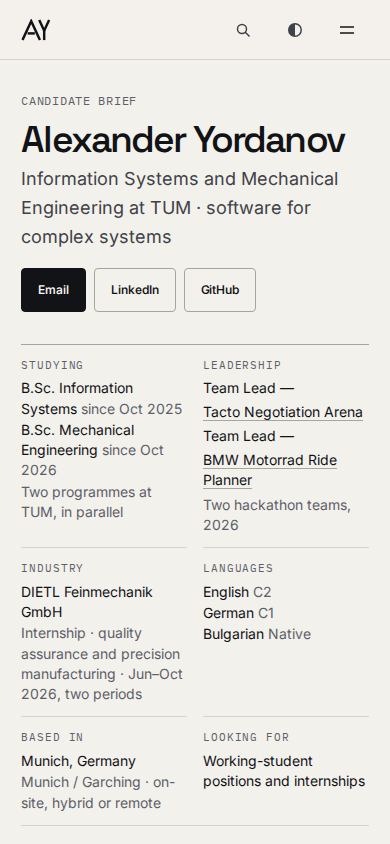 AY
CANDIDATE BRIEF
Alexander Yordanov
Information Systems and Mechanical
Engineering at TUM · software for
complex systems
Email
LinkedIn
GitHub
STUDYING
B.Sc. Information
Systems since Oct 2025
B.Sc. Mechanical
Engineering since Oct
2026
Two programmes at
TUM, in parallel
LEADERSHIP
Team Lead —
Tacto Negotiation Arena
Team Lead —
BMW Motorrad Ride
Planner
Two hackathon teams,
2026
INDUSTRY
DIETL Feinmechanik
GmbH
Internship · quality
assurance and precision
manufacturing · Jun–Oct
2026, two periods
LANGUAGES
English C2
German C1
Bulgarian Native
BASED IN
Munich, Germany
Munich / Garching · on-
site, hybrid or remote
LOOKING FOR
Working-student
positions and internships